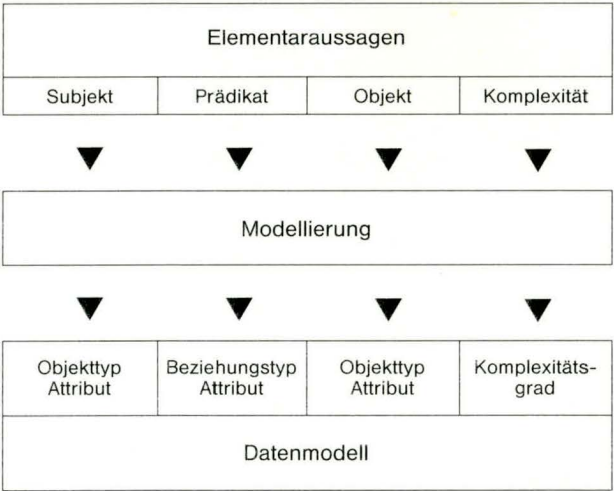 Elementaraussagen
Subjekt Prädikat Objekt Komplexität
Modellierung
Objekttyp Beziehungstyp Objekttyp Komplexitäts-
Attribut Attribut Attribut grad
Datenmodell